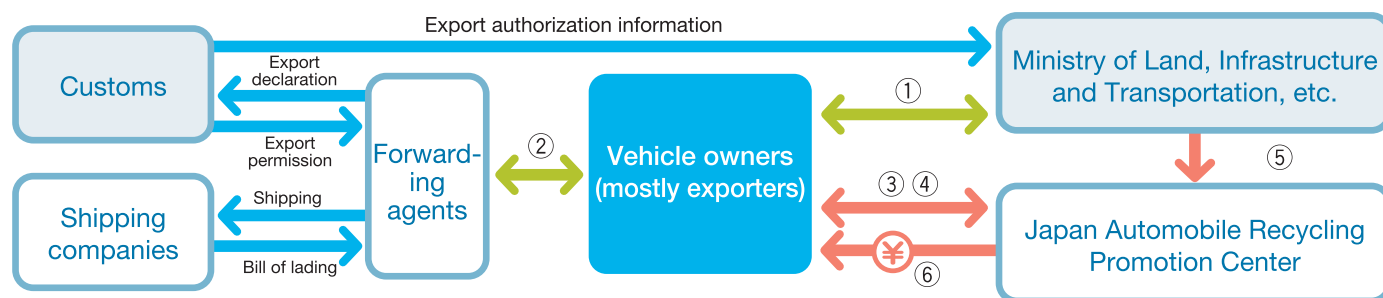 Export authorization information
Customs
Export
declaration
Export
permission
Shipping
companies
Shipping
Bill of lading
Forward-
ing
agents
②
Vehicle owners
(mostly exporters)
①
③ ④
¥
⑥
Ministry of Land, Infrastructure
and Transportation, etc.
⑤
Japan Automobile Recycling
Promotion Center